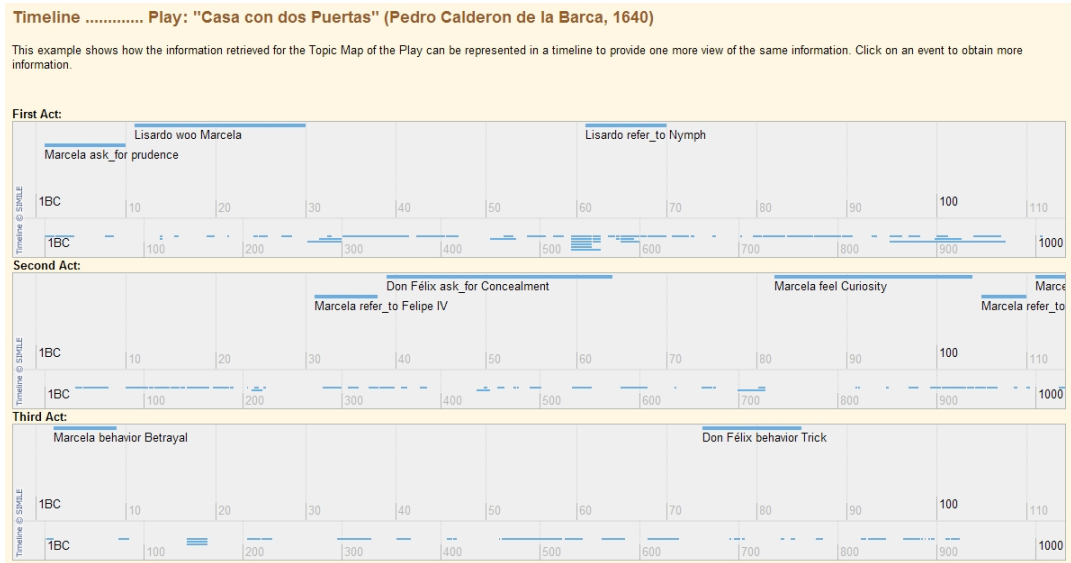 Timeline ............. Play: "Casa con dos Puertas" (Pedro Calderon de la Barca, 1640)
This example shows how the information retrieved for the Topic Map of the Play can be represented in a timeline to provide one more view of the same information. Click on an event to obtain more
information.
First Act:
Lisardo woo Marcela
Lisardo refer_to Nymph
Marcela ask_for prudence
1BC 10 20 30 40 50 60 70 80 90 100 110
1BC 100 200 300 400 500 600 700 800 900 1000
Timeline © SIMILE
Second Act:
Don Félix ask_for Concealment
Marcela feel Curiosity
Marce
Marcela refer_to Felipe IV
Marcela refer_to
1BC 10 20 30 40 50 60 70 80 90 100 110
1BC 100 200 300 400 500 600 700 800 900 1000
Timeline © SIMILE
Third Act:
Marcela behavior Betrayal
Don Félix behavior Trick
1BC 10 20 30 40 50 60 70 80 90 100 110
1BC 100 200 300 400 500 600 700 800 900 1000
Timeline © SIMILE